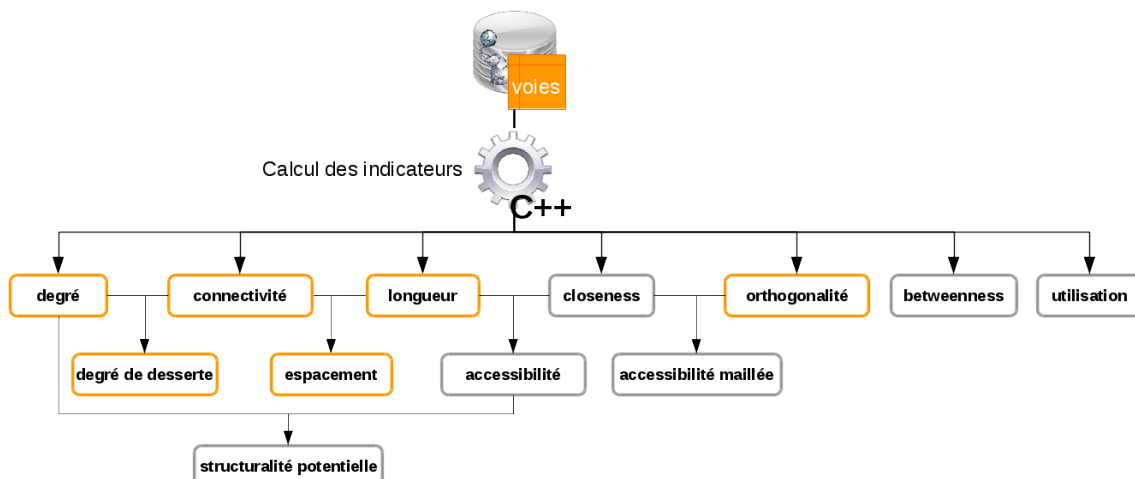 voies
Calcul des indicateurs
C++
degré
connectivité
longueur
closeness
orthogonalité
betweenness
utilisation
degré de desserte
espacement
accessibilité
accessibilité maillée
structuralité potentielle